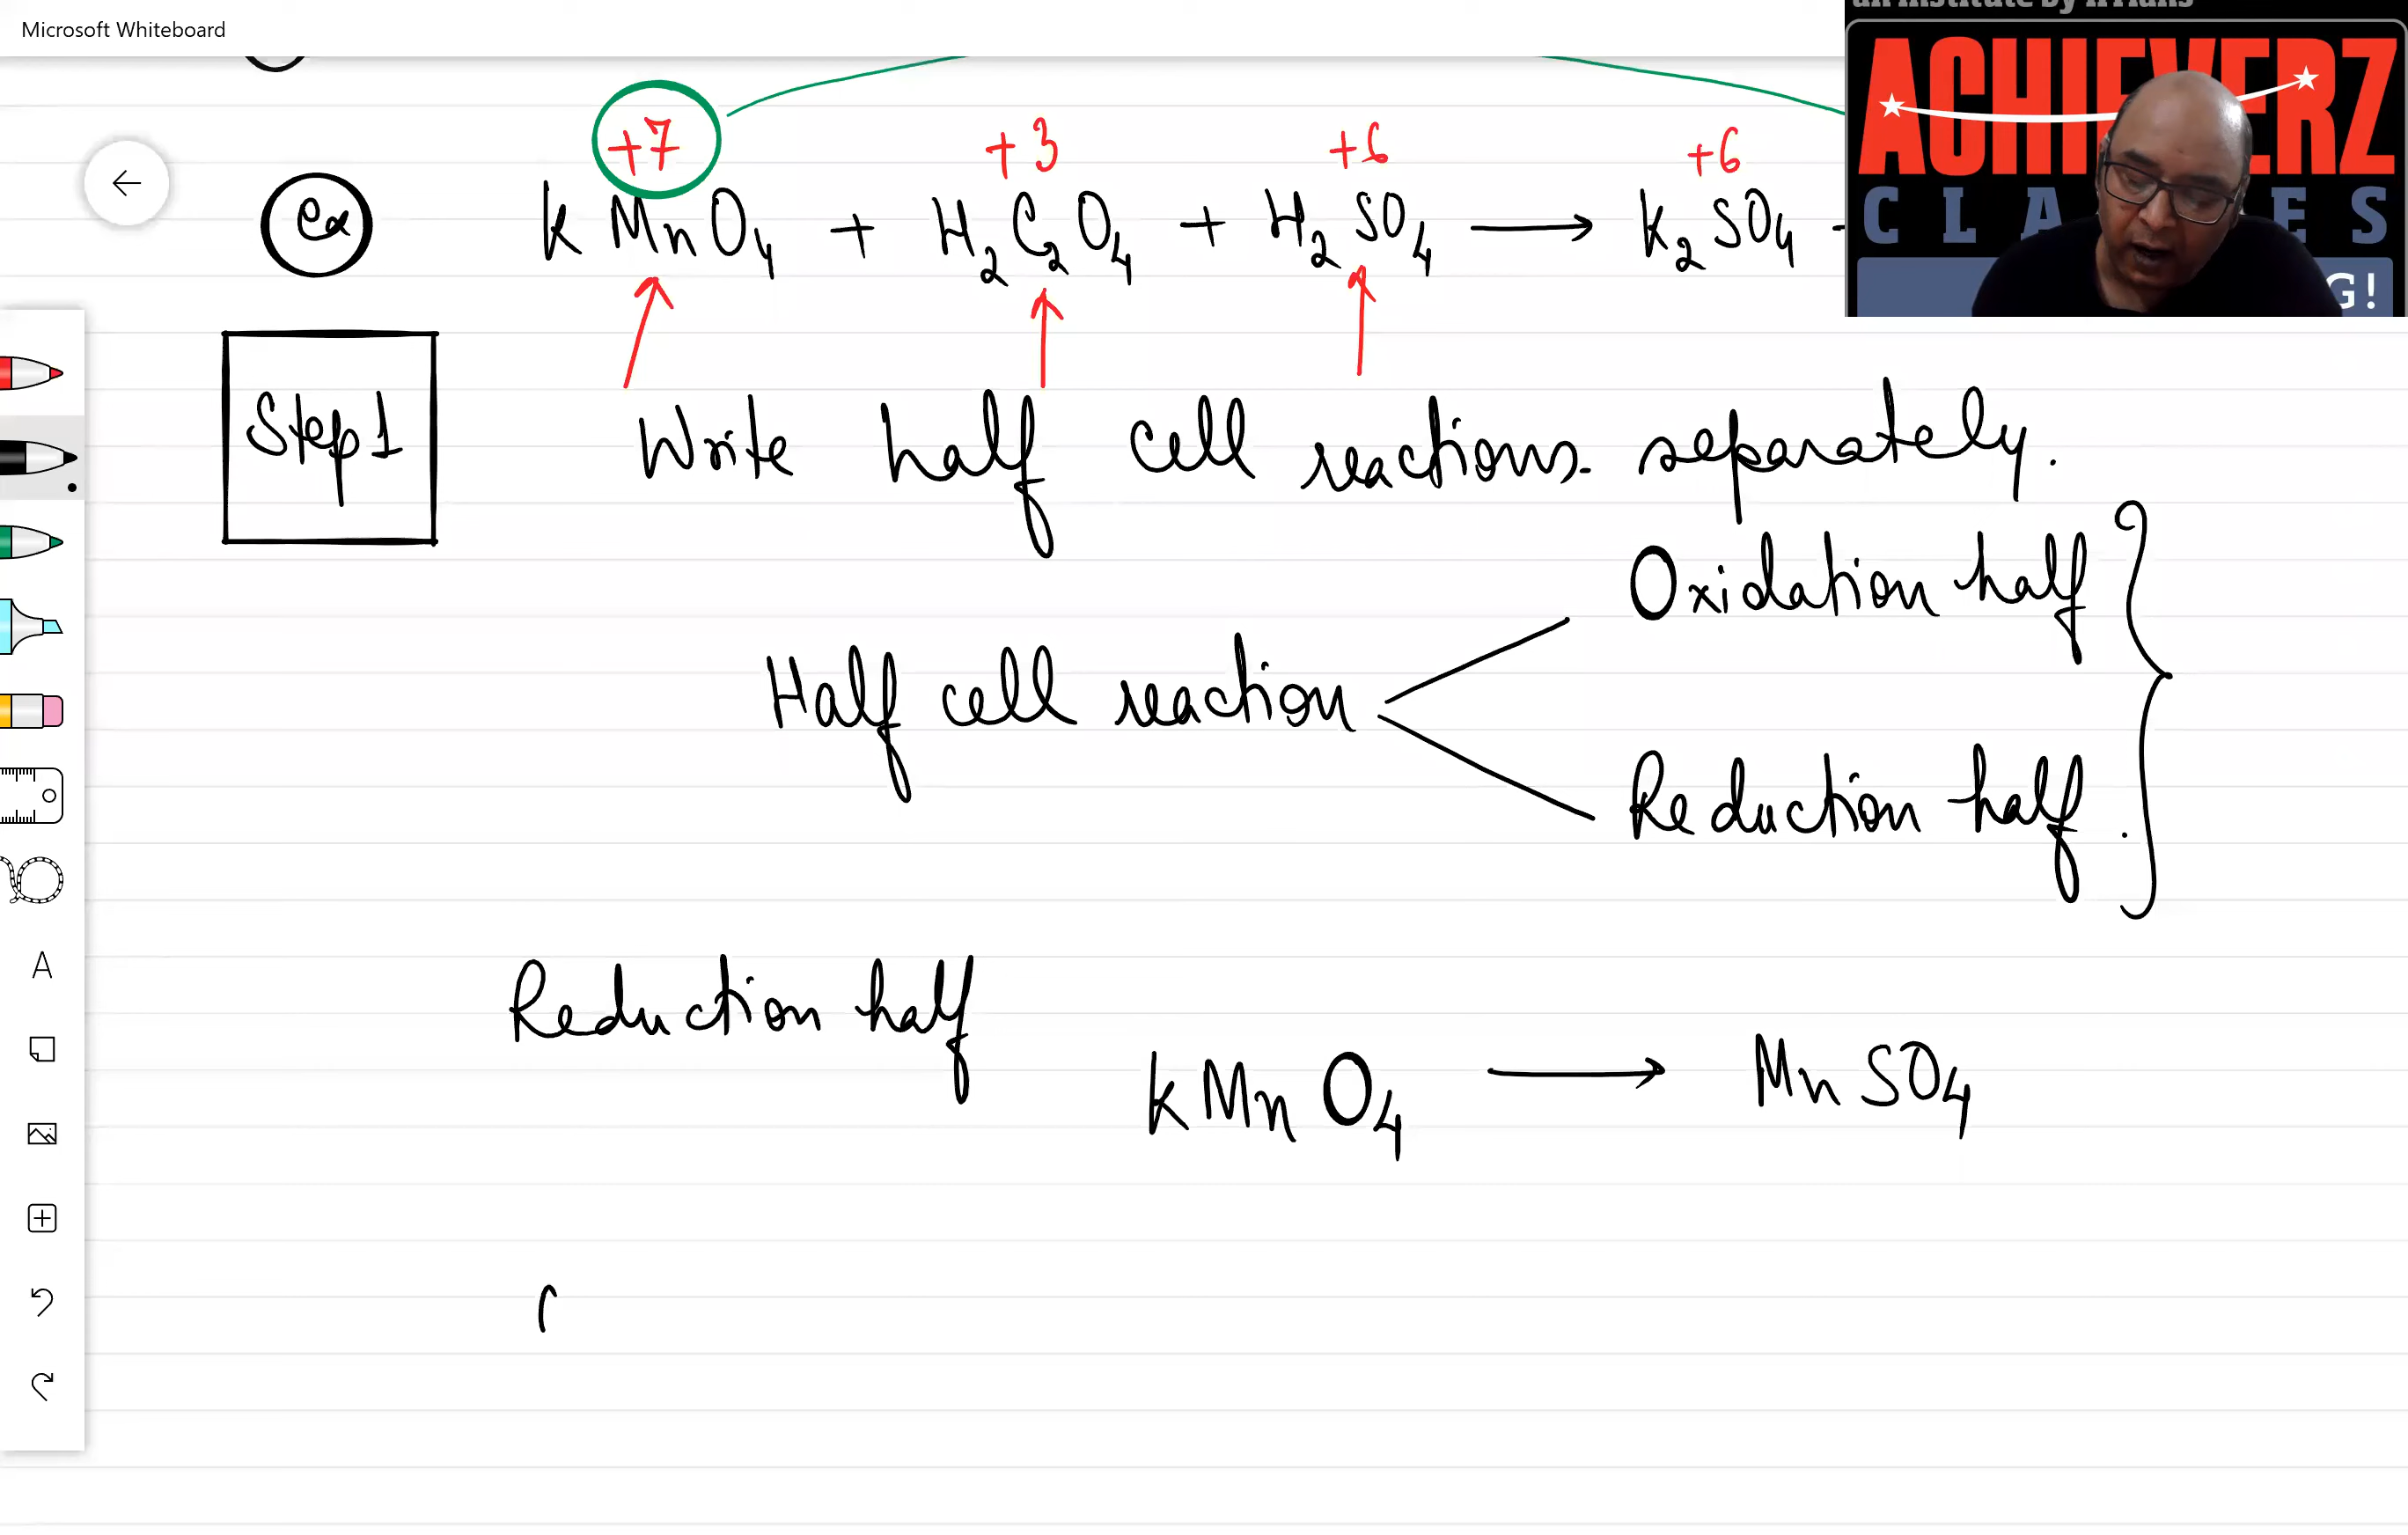 Microsoft Whiteboard
ACHIEVERZ
+7 +3 +6 +6
Ex KMnO4 + H2C2O4 + H2SO4 → K2SO4
G!
Step 1 Write half cell reactions separately.
Oxidation half
Half cell reaction
Reduction half.
Reduction half
KMnO4 → MnSO4
A